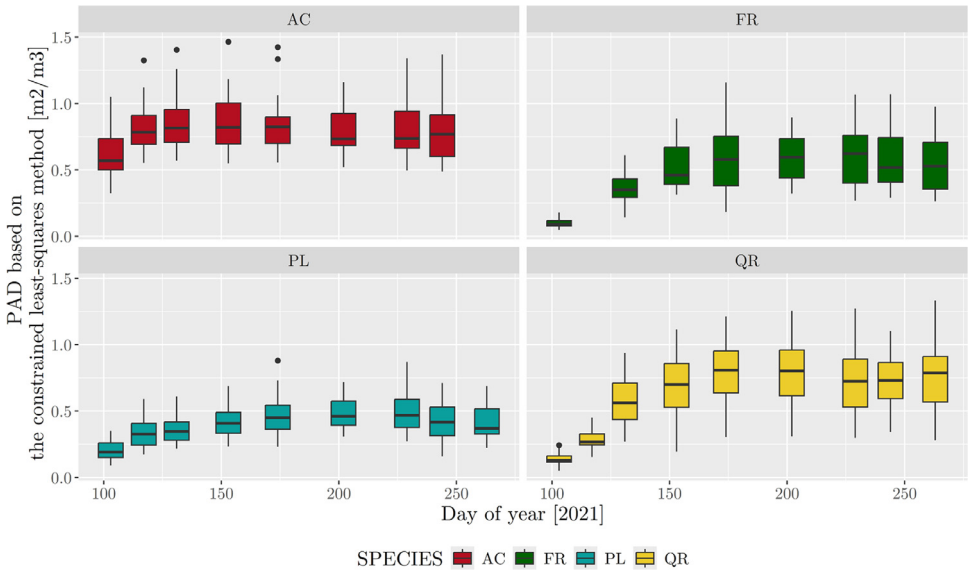 AC FR
1.5
1.0
0.5
0.0
PL QR
1.5
1.0
0.5
0.0
100 150 200 250 100 150 200 250
PAD based on
the constrained least-squares method [m2/m3]
Day of year [2021]
SPECIES AC FR PL QR